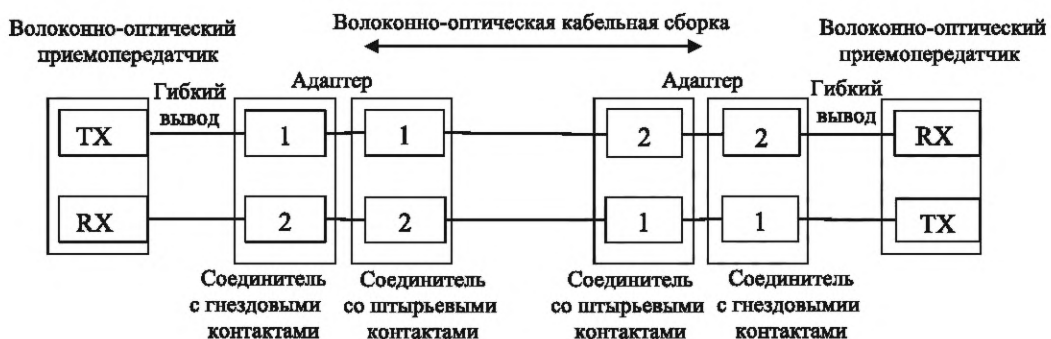 Волоконно-оптический
приемопередатчик
Волоконно-оптическая кабельная сборка
Волоконно-оптический
приемопередатчик
Гибкий
вывод
Адаптер
Адаптер
Гибкий
вывод
TX
1
1
2
2
RX
RX
2
2
1
1
TX
Соединитель
с гнездовыми
контактами
Соединитель
со штырьевыми
контактами
Соединитель
со штырьевыми
контактами
Соединитель
с гнездовымии
контактами